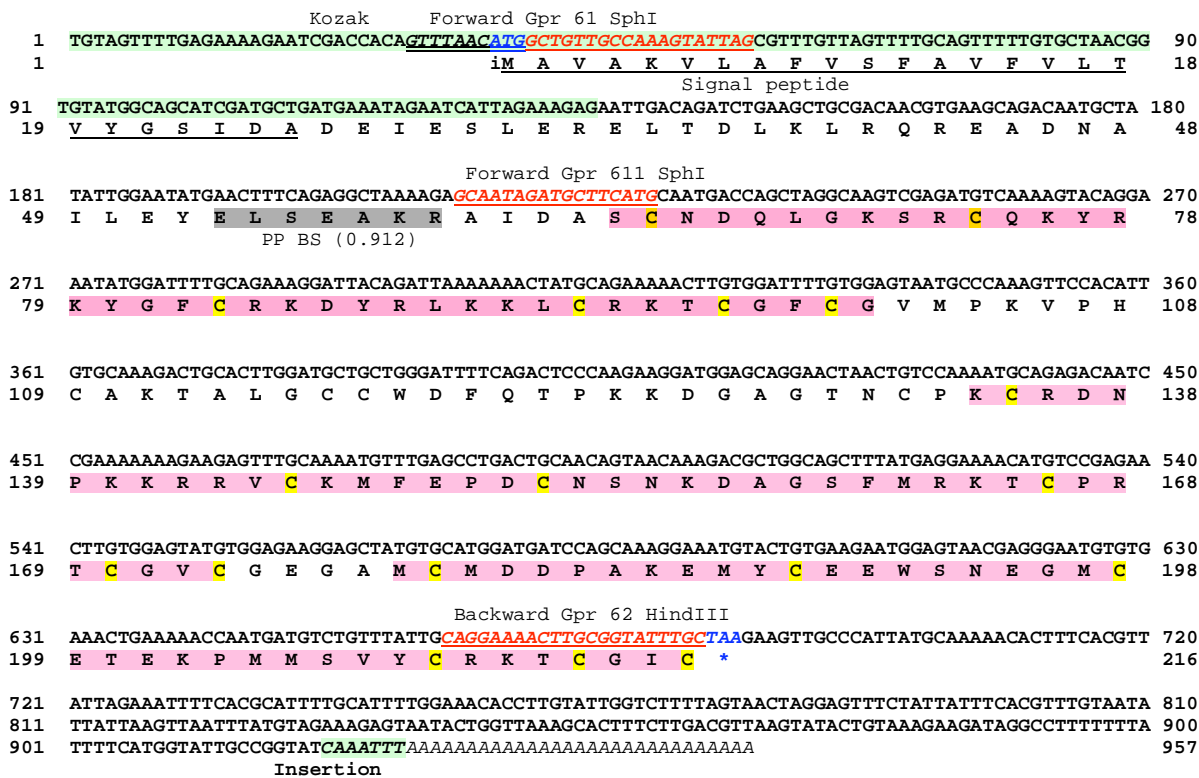 Kozak Forward Gpr 61 SphI
1 TGTAGTTTTGAGAAAAGAATCGACCACAGTTTAACATGGCTGTTGCCAAAGTATTAGCGTTTGTTAGTTTTGCAGTTTTTGTGCTAACGG 90
1 iM A V A K V L A F V S F A V F V L T 18
Signal peptide
91 TGTATGGCAGCATCGATGCTGATGAAATAGAATCATTAGAAAGAGAATTGACAGATCTGAAGCTGCGACAACGTGAAGCAGACAATGCTA 180
19 V Y G S I D A D E I E S L E R E L T D L K L R Q R E A D N A 48
Forward Gpr 611 SphI
181 TATTGGAATATGAACTTTCAGAGGCTAAAAGAGCAATAGATGCTTCATGCAATGACCAGCTAGGCAAGTCGAGATGTCAAAAGTACAGGA 270
49 I L E Y E L S E A K R A I D A S C N D Q L G K S R C Q K Y R 78
PP BS (0.912)
271 AATATGGATTTTGCAGAAAGGATTACAGATTAAAAAAACTATGCAGAAAAACTTGTGGATTTTGTGGAGTAATGCCCAAAGTTCCACATT 360
79 K Y G F C R K D Y R L K K L C R K T C G F C G V M P K V P H 108
361 GTGCAAAGACTGCACTTGGATGCTGCTGGGATTTTCAGACTCCCAAGAAGGATGGAGCAGGAACTAACTGTCCAAAATGCAGAGACAATC 450
109 C A K T A L G C C W D F Q T P K K D G A G T N C P K C R D N 138
451 CGAAAAAAAGAAGAGTTTGCAAAATGTTTGAGCCTGACTGCAACAGTAACAAAGACGCTGGCAGCTTTATGAGGAAAACATGTCCGAGAA 540
139 P K K R R V C K M F E P D C N S N K D A G S F M R K T C P R 168
541 CTTGTGGAGTATGTGGAGAAGGAGCTATGTGCATGGATGATCCAGCAAAGGAAATGTACTGTGAAGAATGGAGTAACGAGGGAATGTGTG 630
169 T C G V C G E G A M C M D D P A K E M Y C E E W S N E G M C 198
Backward Gpr 62 HindIII
631 AAACTGAAAAACCAATGATGTCTGTTTATTGCAGGAAAACTTGCGGTATTTGCTAAGAAGTTGCCCATTATGCAAAAACACTTTCACGTT 720
199 E T E K P M M S V Y C R K T C G I C * 216
721 ATTAGAAATTTTCACGCATTTTGCATTTTGGAAACACCTTGTATTGGTCTTTTAGTAACTAGGAGTTTCTATTATTTCACGTTTGTAATA 810
811 TTATTAAGTTAATTTATGTAGAAAGAGTAATACTGGTTAAAGCACTTTCTTGACGTTAAGTATACTGTAAAGAAGATAGGCCTTTTTTTA 900
901 TTTTCATGGTATTGCCGGTATCAAATTTAAAAAAAAAAAAAAAAAAAAAAAAAAAAA 957
Insertion